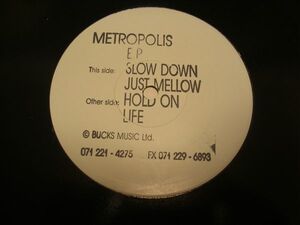 METROPOLIS
E P
This side: SLOW DOWN
JUST MELLOW
Other side: HOLD ON
LIFE
© BUCKS MUSIC Ltd.
071 221 - 4275 FX 071 229 - 6893